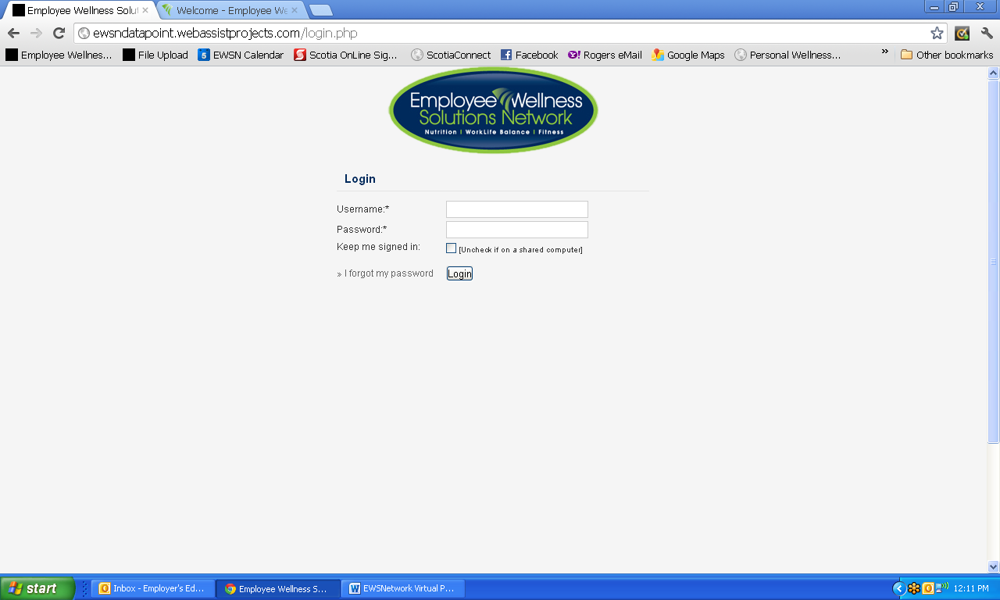 Employee Wellness Solut
Welcome - Employee We
ewsndatapoint.webassistprojects.com/login.php
Employee Wellnes...
File Upload
5
EWSN Calendar
Scotia OnLine Sig...
ScotiaConnect
Facebook
Rogers eMail
Google Maps
Personal Wellness...
»
Other bookmarks
Employee Wellness
Solutions Network
Nutrition | WorkLife Balance | Fitness
Login
Username:*
Password:*
Keep me signed in: [Uncheck if on a shared computer]
» I forgot my password Login
start
Inbox - Employer's Ed...
Employee Wellness S...
EWSNetwork Virtual P...
12:11 PM